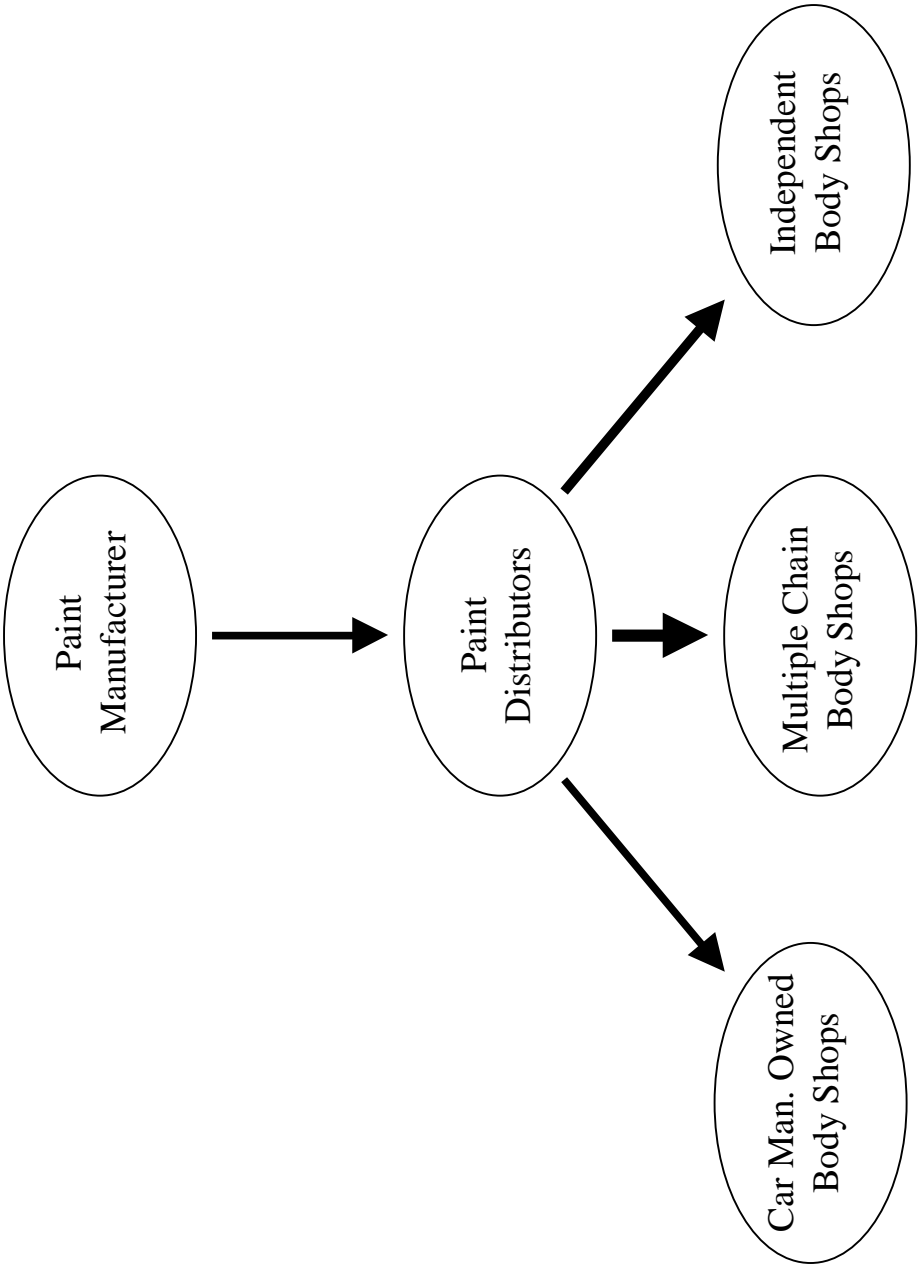 Paint
Manufacturer
Paint
Distributors
Car Man. Owned
Body Shops
Multiple Chain
Body Shops
Independent
Body Shops